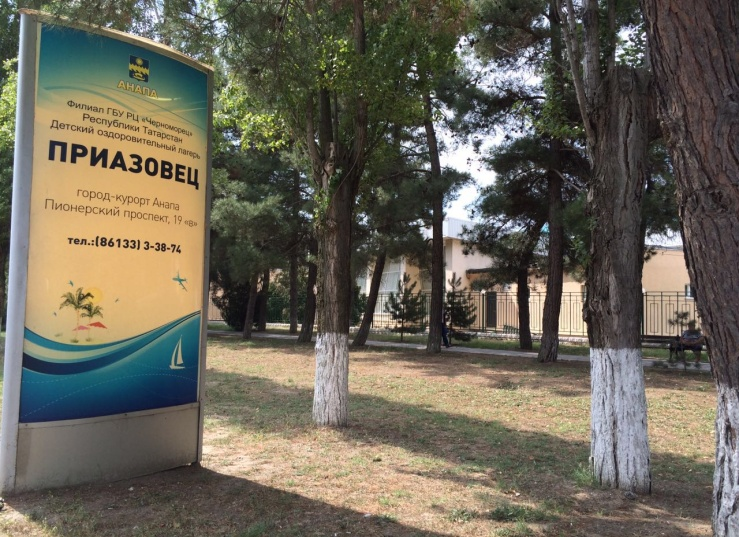 АНАПА
Филиал ГБУ РЦ «Черноморец»
Республики Татарстан
Детский оздоровительный лагерь
ПРИАЗОВЕЦ
город-курорт Анапа
Пионерский проспект, 19 «в»
тел.:(86133) 3-38-74